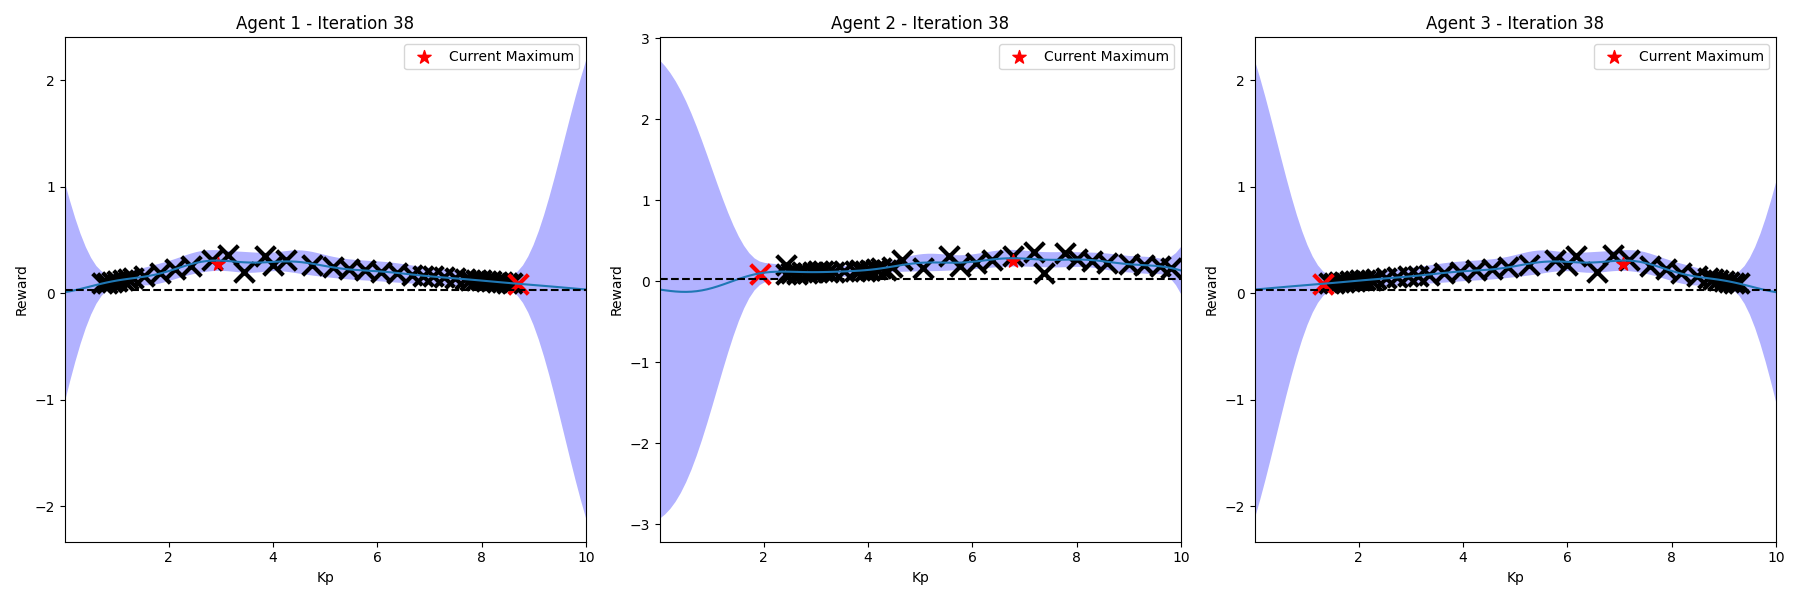 Agent 1 - Iteration 38
Current Maximum
2
1
0
−1
−2
Reward
2
4
6
8
10
Kp
Agent 2 - Iteration 38
Current Maximum
3
2
1
0
−1
−2
−3
Reward
2
4
6
8
10
Kp
Agent 3 - Iteration 38
Current Maximum
2
1
0
−1
−2
Reward
2
4
6
8
10
Kp